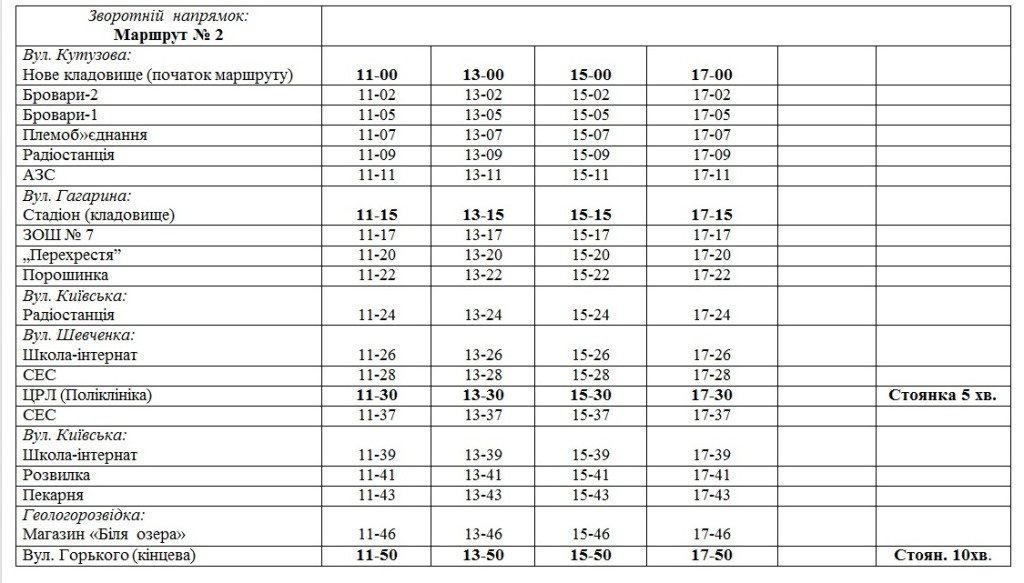 Зворотній напрямок:
Маршрут № 2
Вул. Кутузова:
Нове кладовище (початок маршруту) 11-00 13-00 15-00 17-00
Бровари-2 11-02 13-02 15-02 17-02
Бровари-1 11-05 13-05 15-05 17-05
Племоб»єднання 11-07 13-07 15-07 17-07
Радіостанція 11-09 13-09 15-09 17-09
АЗС 11-11 13-11 15-11 17-11
Вул. Гагарина:
Стадіон (кладовище) 11-15 13-15 15-15 17-15
ЗОШ № 7 11-17 13-17 15-17 17-17
„Перехрестя” 11-20 13-20 15-20 17-20
Порошинка 11-22 13-22 15-22 17-22
Вул. Київська:
Радіостанція 11-24 13-24 15-24 17-24
Вул. Шевченка:
Школа-інтернат 11-26 13-26 15-26 17-26
СЕС 11-28 13-28 15-28 17-28
ЦРЛ (Поліклініка) 11-30 13-30 15-30 17-30 Стоянка 5 хв.
СЕС 11-37 13-37 15-37 17-37
Вул. Київська:
Школа-інтернат 11-39 13-39 15-39 17-39
Розвилка 11-41 13-41 15-41 17-41
Пекарня 11-43 13-43 15-43 17-43
Геологорозвідка:
Магазин «Біля озера» 11-46 13-46 15-46 17-46
Вул. Горького (кінцева) 11-50 13-50 15-50 17-50 Стоян. 10хв.